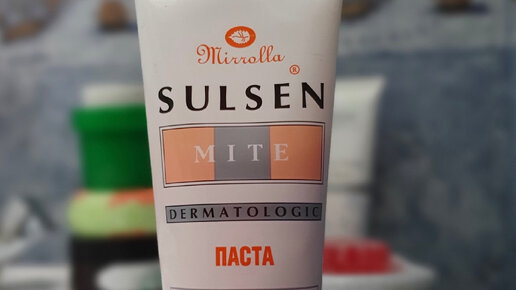 Mirrolla
SULSEN®
MITE
DERMATOLOGIC
ПАСТА